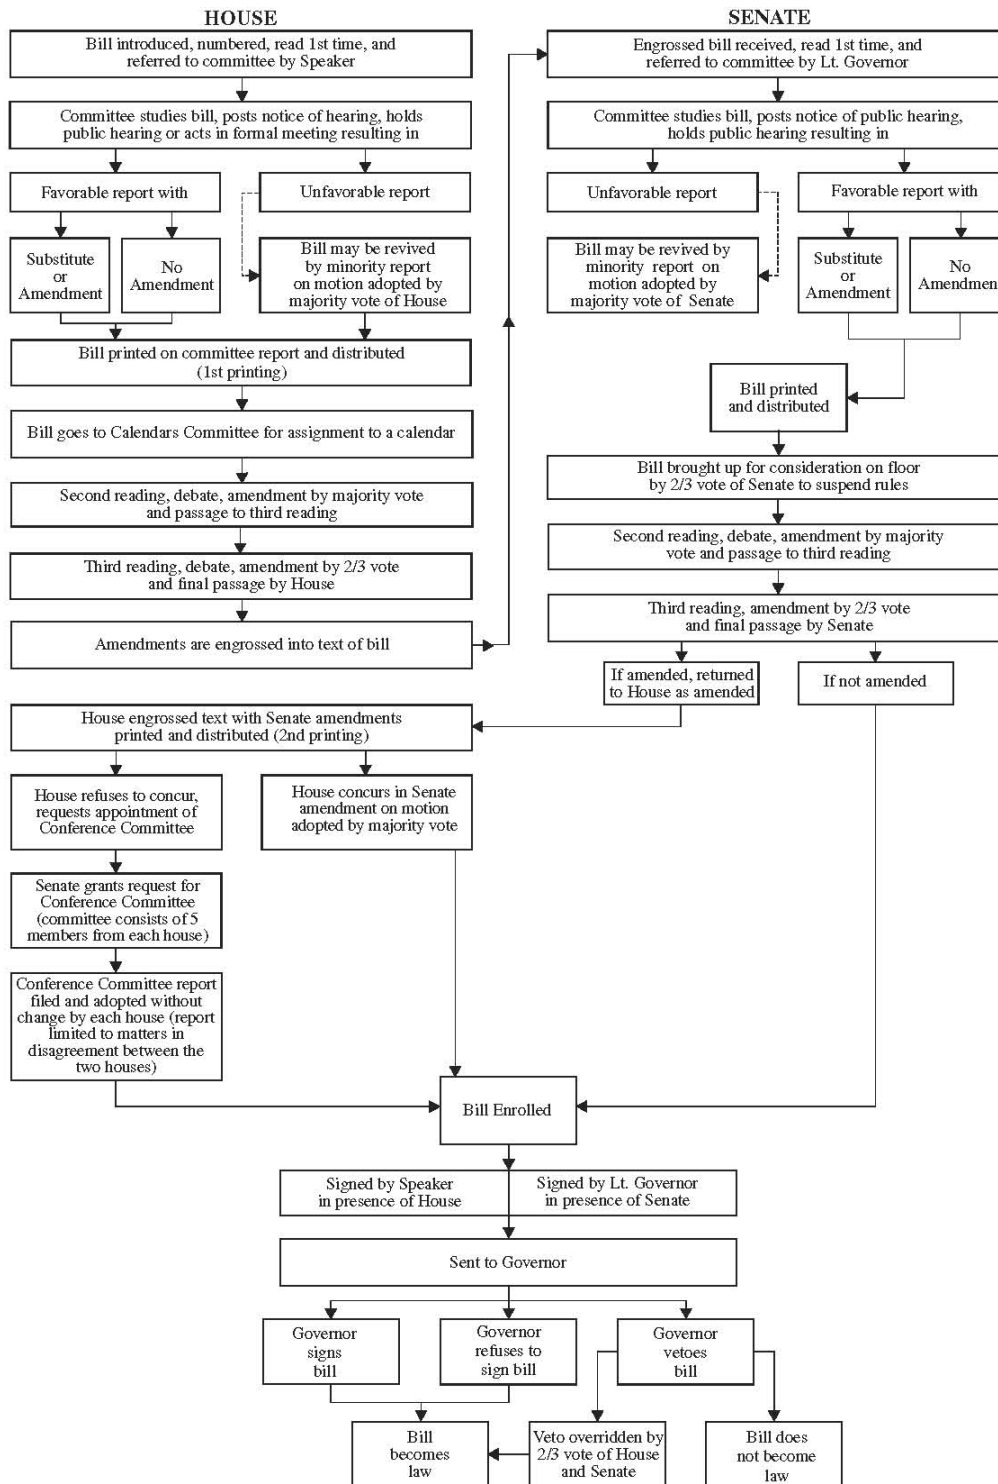 HOUSE
Bill introduced, numbered, read 1st time, and
referred to committee by Speaker
Committee studies bill, posts notice of hearing, holds
public hearing or acts in formal meeting resulting in
Favorable report with
Unfavorable report
Substitute
or
Amendment
No
Amendment
Bill may be revived
by minority report
on motion adopted by
majority vote of House
Bill printed on committee report and distributed
(1st printing)
Bill goes to Calendars Committee for assignment to a calendar
Second reading, debate, amendment by majority vote
and passage to third reading
Third reading, debate, amendment by 2/3 vote
and final passage by House
Amendments are engrossed into text of bill
SENATE
Engrossed bill received, read 1st time, and
referred to committee by Lt. Governor
Committee studies bill, posts notice of public hearing,
holds public hearing resulting in
Unfavorable report
Favorable report with
Bill may be revived by
minority report on
motion adopted by
majority vote of Senate
Substitute
or
Amendment
No
Amendment
Bill printed
and distributed
Bill brought up for consideration on floor
by 2/3 vote of Senate to suspend rules
Second reading, debate, amendment by majority
vote and passage to third reading
Third reading, amendment by 2/3 vote
and final passage by Senate
If amended, returned
to House as amended
If not amended
House engrossed text with Senate amendments
printed and distributed (2nd printing)
House refuses to concur,
requests appointment of
Conference Committee
House concurs in Senate
amendment on motion
adopted by majority vote
Senate grants request for
Conference Committee
(committee consists of 5
members from each house)
Conference Committee report
filed and adopted without
change by each house (report
limited to matters in
disagreement between the
two houses)
Bill Enrolled
Signed by Speaker
in presence of House
Signed by Lt. Governor
in presence of Senate
Sent to Governor
Governor
signs
bill
Governor
refuses to
sign bill
Governor
vetoes
bill
Bill
becomes
law
Veto overridden by
2/3 vote of House
and Senate
Bill does
not become
law